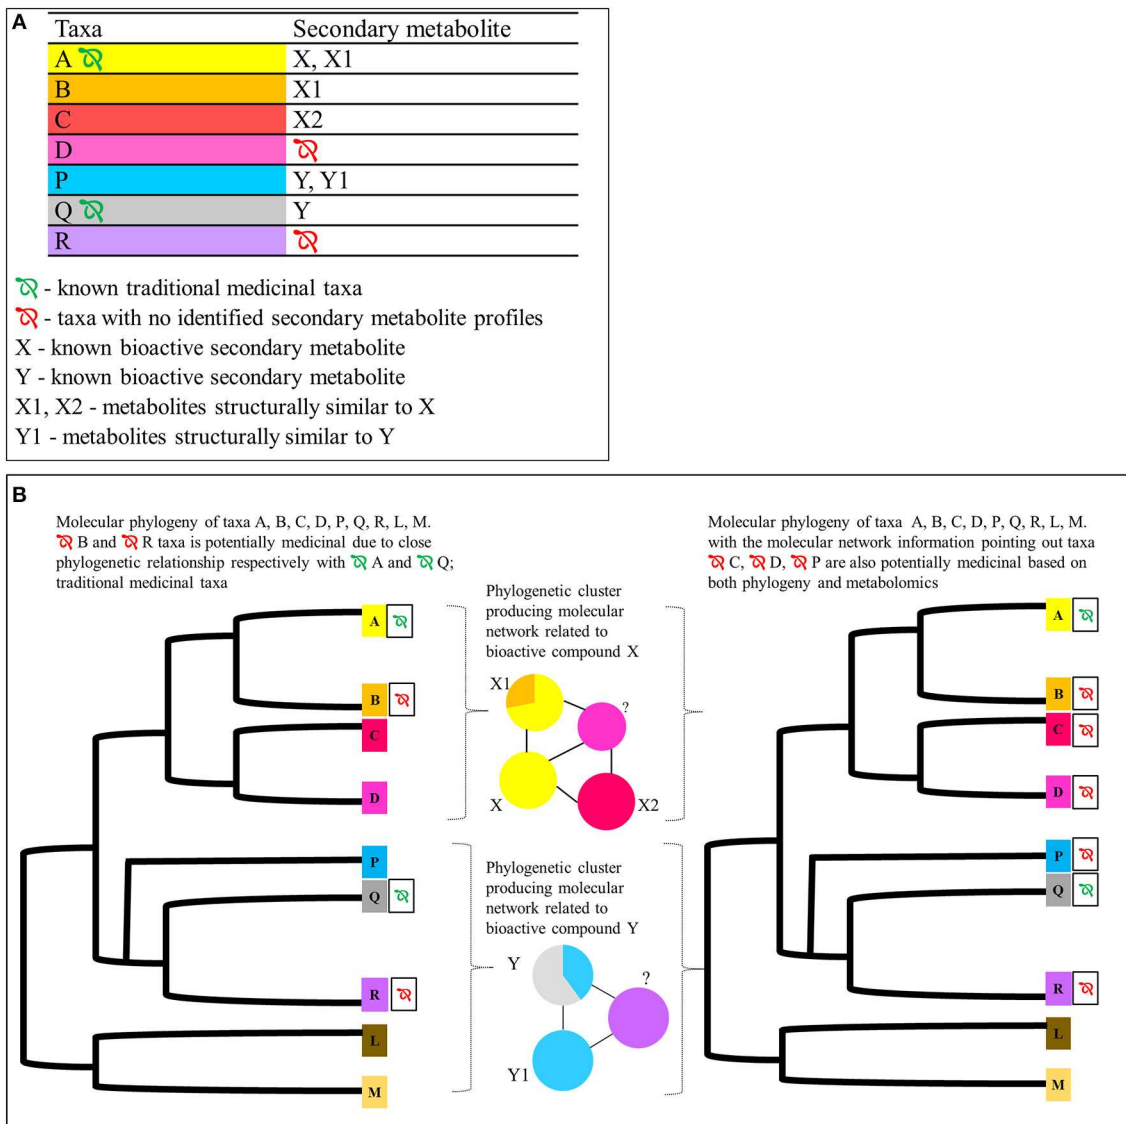 A
Taxa Secondary metabolite
A X, X1
B X1
C X2
D
P Y, Y1
Q Y
R
- known traditional medicinal taxa
- taxa with no identified secondary metabolite profiles
X - known bioactive secondary metabolite
Y - known bioactive secondary metabolite
X1, X2 - metabolites structurally similar to X
Y1 - metabolites structurally similar to Y
B
Molecular phylogeny of taxa A, B, C, D, P, Q, R, L, M.
B and R taxa is potentially medicinal due to close
phylogenetic relationship respectively with A and Q;
traditional medicinal taxa
A
B
C
D
P
Q
R
L
M
Phylogenetic cluster
producing molecular
network related to
bioactive compound X
X1
?
X
X2
Phylogenetic cluster
producing molecular
network related to
bioactive compound Y
Y
?
Y1
Molecular phylogeny of taxa A, B, C, D, P, Q, R, L, M.
with the molecular network information pointing out taxa
C, D, P are also potentially medicinal based on
both phylogeny and metabolomics
A
B
C
D
P
Q
R
L
M